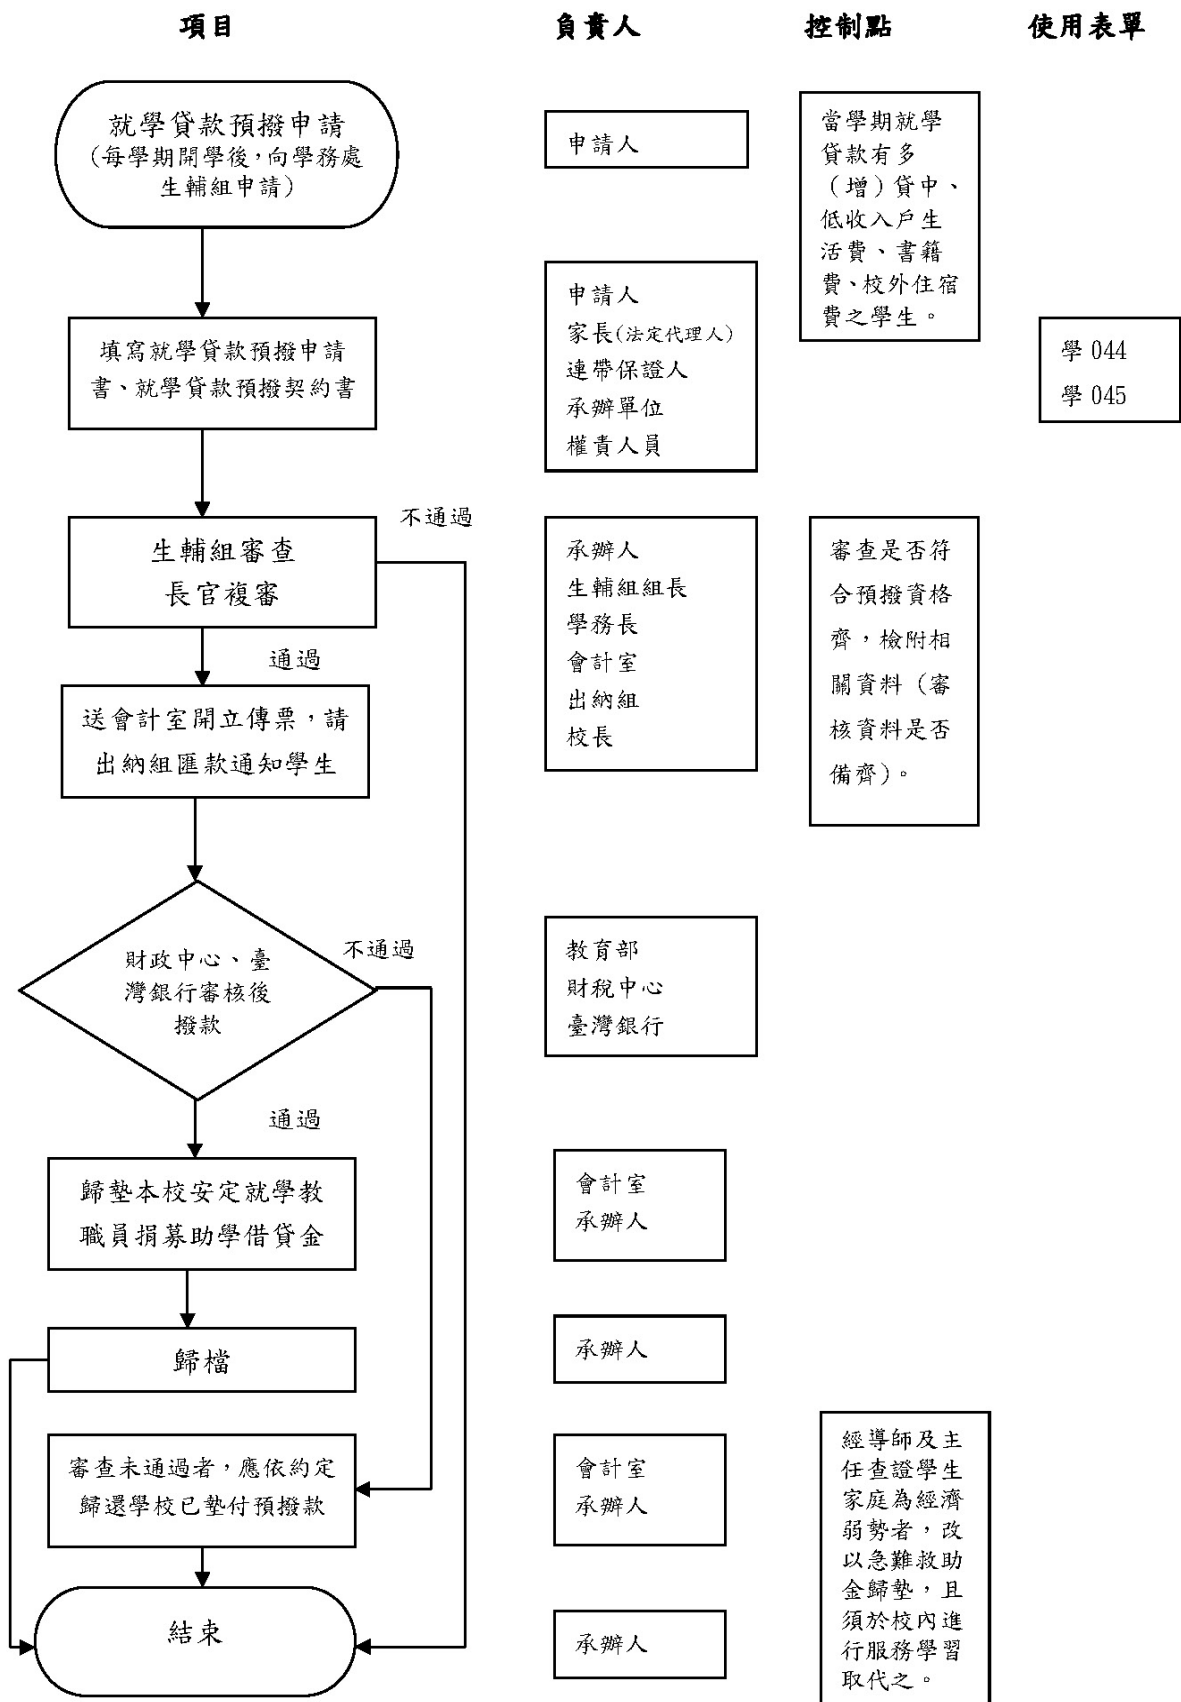 項目 負責人 控制點 使用表單
就學貸款預撥申請
(每學期開學後,向學務處
生輔組申請)
申請人
當學期就學
貸款有多
(增)貸中、
低收入戶生
活費、書籍
費、校外住宿
費之學生。
填寫就學貸款預撥申請
書、就學貸款預撥契約書
申請人
家長(法定代理人)
連帶保證人
承辦單位
權責人員
學 044
學 045
生輔組審查
長官複審
不通過
通過
承辦人
生輔組組長
學務長
會計室
出納組
校長
審查是否符
合預撥資格
齊,檢附相
關資料(審
核資料是否
備齊)。
送會計室開立傳票,請
出納組匯款通知學生
財政中心、臺
灣銀行審核後
撥款
不通過
通過
教育部
財稅中心
臺灣銀行
歸墊本校安定就學教
職員捐募助學借貸金
會計室
承辦人
歸檔
承辦人
審查未通過者,應依約定
歸還學校已墊付預撥款
會計室
承辦人
經導師及主
任查證學生
家庭為經濟
弱勢者,改
以急難救助
金歸墊,且
須於校內進
行服務學習
取代之。
結束
承辦人